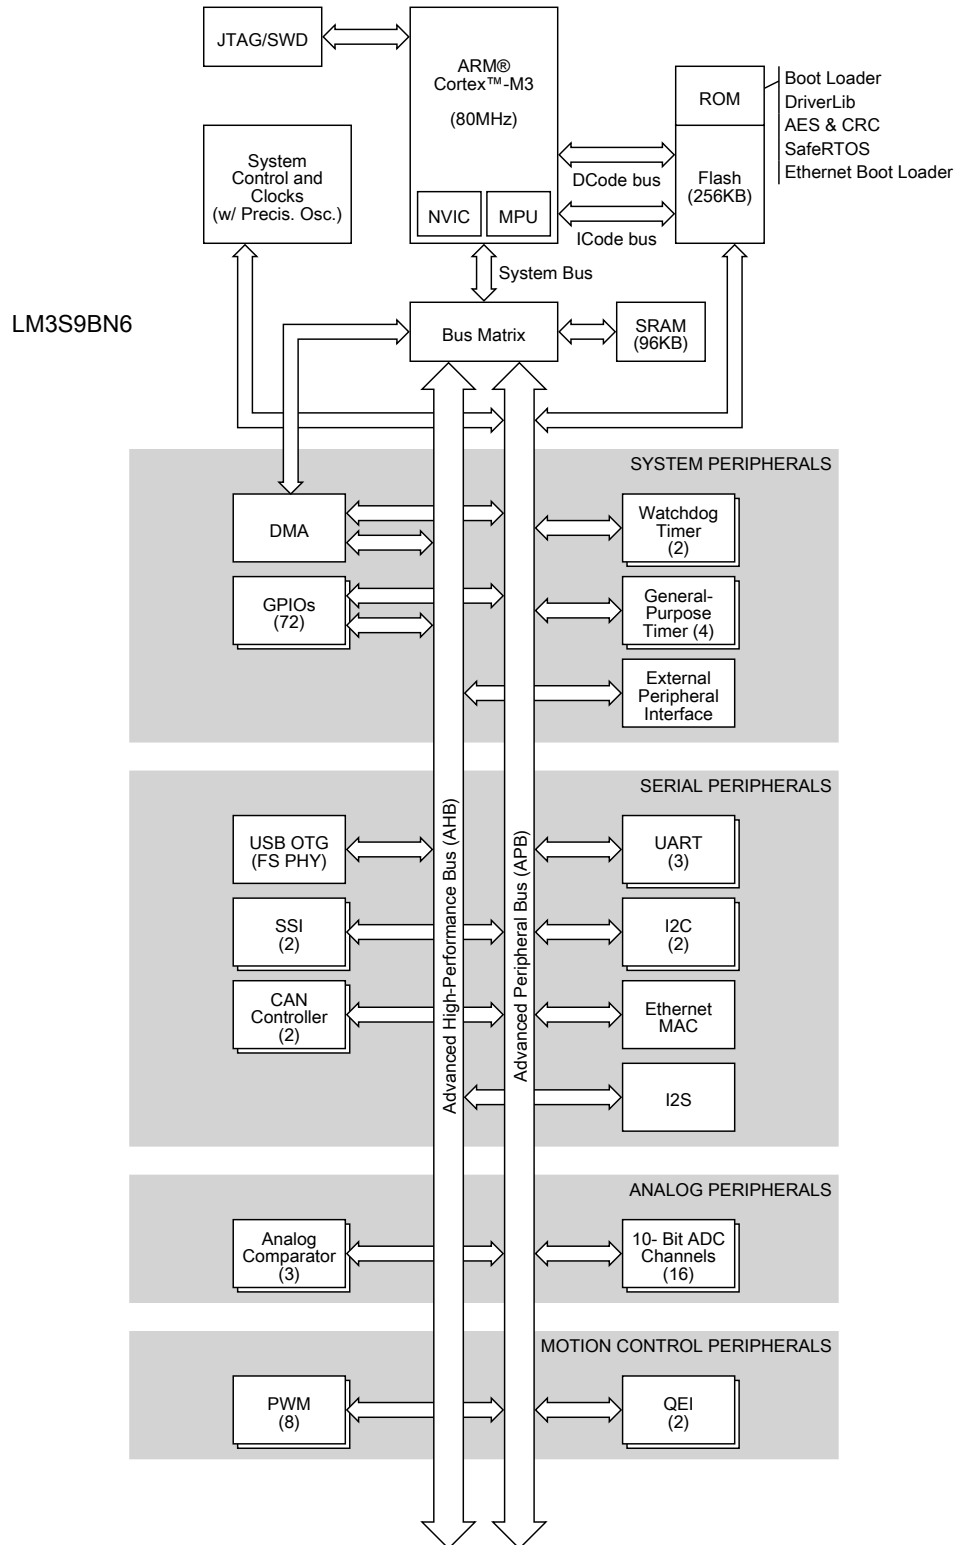 JTAG/SWD
ARM®
Cortex™-M3
(80MHz)
NVIC
MPU
ROM
Flash
(256KB)
Boot Loader
DriverLib
AES & CRC
SafeRTOS
Ethernet Boot Loader
DCode bus
ICode bus
System
Control and
Clocks
(w/ Precis. Osc.)
System Bus
LM3S9BN6
Bus Matrix
SRAM
(96KB)
SYSTEM PERIPHERALS
DMA
Watchdog
Timer
(2)
GPIOs
(72)
General-
Purpose
Timer (4)
External
Peripheral
Interface
Advanced High-Performance Bus (AHB)
Advanced Peripheral Bus (APB)
SERIAL PERIPHERALS
USB OTG
(FS PHY)
UART
(3)
SSI
(2)
I2C
(2)
CAN
Controller
(2)
Ethernet
MAC
I2S
ANALOG PERIPHERALS
Analog
Comparator
(3)
10- Bit ADC
Channels
(16)
MOTION CONTROL PERIPHERALS
PWM
(8)
QEI
(2)